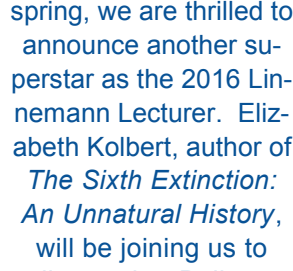 spring, we are thrilled to
announce another su-
perstar as the 2016 Lin-
nemann Lecturer.  Eliz-
abeth Kolbert, author of
The Sixth Extinction:
An Unnatural History,
will be joining us to